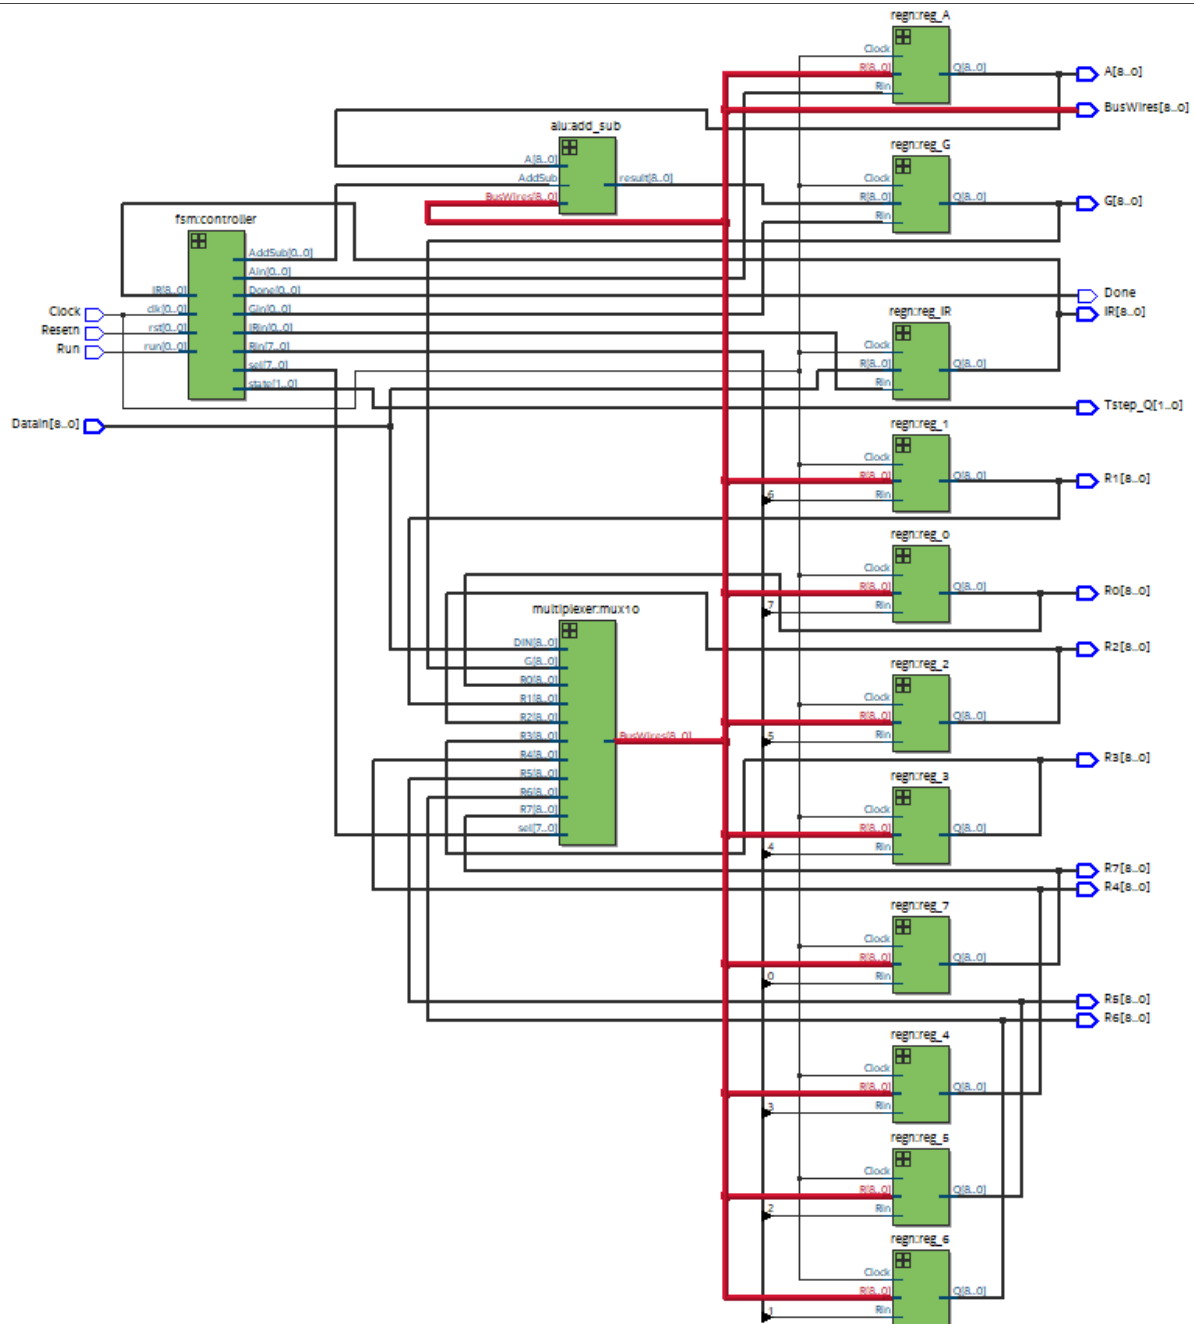 regn:reg_A
Clock
R[8..0]
Rin
Q[8..0]
A[8..0]
BusWires[8..0]
alu:add_sub
A[8..0]
AddSub
BusWires[8..0]
result[8..0]
regn:reg_G
Clock
R[8..0]
Rin
Q[8..0]
G[8..0]
fsm:controller
IR[8..0]
clk[0..0]
rst[0..0]
run[0..0]
AddSub[0..0]
Ain[0..0]
Done[0..0]
Gin[0..0]
IRin[0..0]
Rin[7..0]
sel[7..0]
state[1..0]
Clock
Resetn
Run
DataIn[8..0]
Done
IR[8..0]
regn:reg_IR
Clock
R[8..0]
Rin
Q[8..0]
Tstep_Q[1..0]
regn:reg_1
Clock
R[8..0]
6
Rin
Q[8..0]
R1[8..0]
regn:reg_0
Clock
R[8..0]
7
Rin
Q[8..0]
R0[8..0]
R2[8..0]
multiplexer:mux10
DIN[8..0]
G[8..0]
R0[8..0]
R1[8..0]
R2[8..0]
R3[8..0]
R4[8..0]
R5[8..0]
R6[8..0]
R7[8..0]
sel[7..0]
BusWires[8..0]
regn:reg_2
Clock
R[8..0]
5
Rin
Q[8..0]
R3[8..0]
regn:reg_3
Clock
R[8..0]
4
Rin
Q[8..0]
R7[8..0]
R4[8..0]
regn:reg_7
Clock
R[8..0]
0
Rin
Q[8..0]
R5[8..0]
R6[8..0]
regn:reg_4
Clock
R[8..0]
3
Rin
Q[8..0]
regn:reg_5
Clock
R[8..0]
2
Rin
Q[8..0]
regn:reg_6
Clock
R[8..0]
1
Rin
Q[8..0]